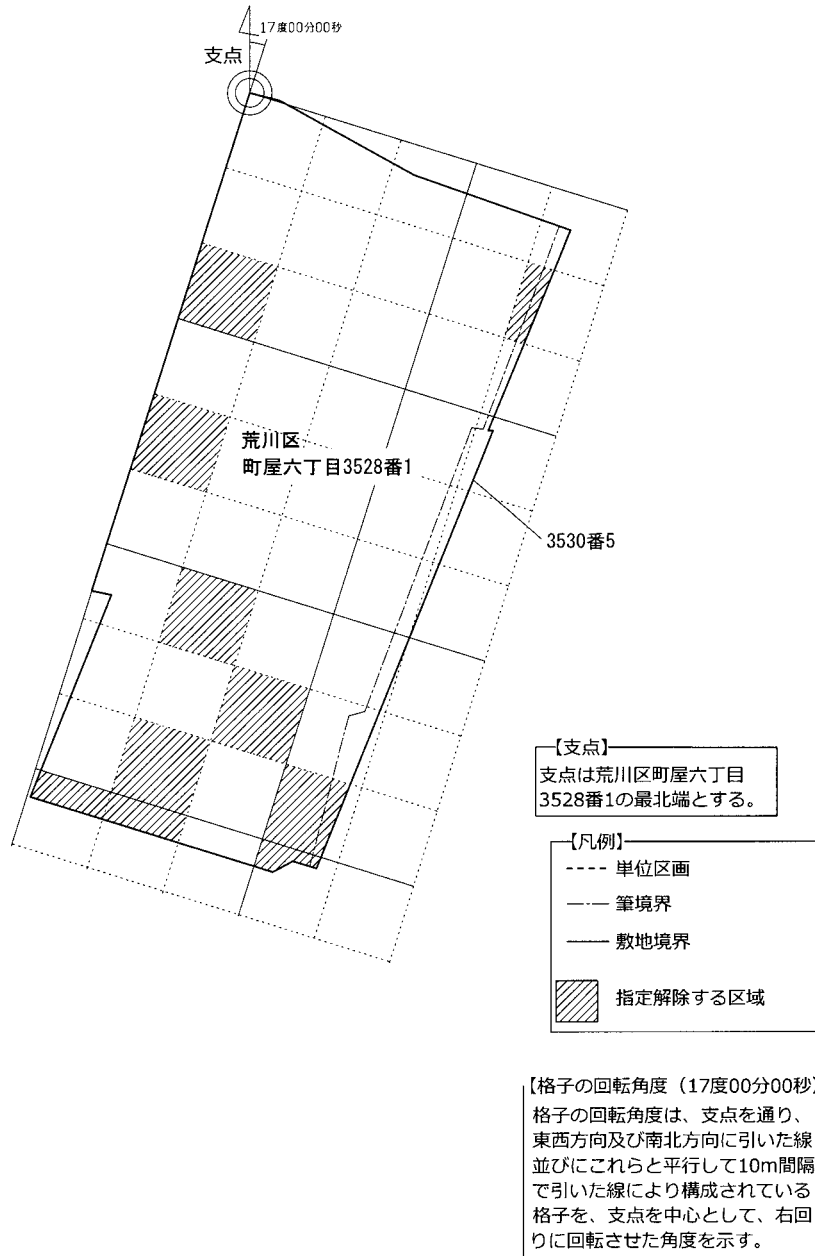 17度00分00秒
支点
荒川区
町屋六丁目3528番1
3530番5
【支点】
支点は荒川区町屋六丁目
3528番1の最北端とする。
【凡例】
単位区画
筆境界
敷地境界
指定解除する区域
【格子の回転角度（17度00分00秒）
格子の回転角度は、支点を通り、
東西方向及び南北方向に引いた線
並びにこれらと平行して10m間隔
で引いた線により構成されている
格子を、支点を中心として、右回
りに回転させた角度を示す。